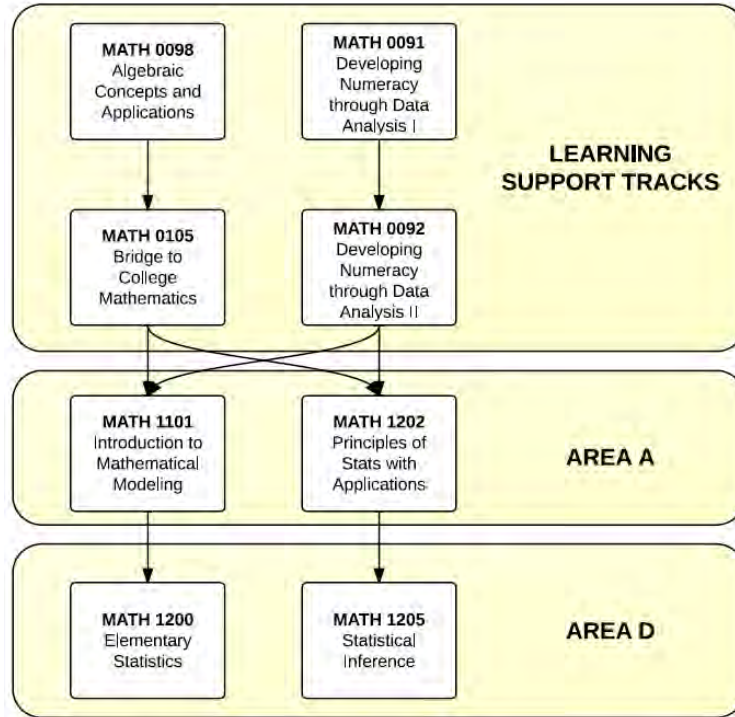 MATH 0098
Algebraic
Concepts and
Applications
MATH 0091
Developing
Numeracy
through Data
Analysis I
LEARNING
SUPPORT TRACKS
MATH 0105
Bridge to
College
Mathematics
MATH 0092
Developing
Numeracy
through Data
Analysis II
MATH 1101
Introduction to
Mathematical
Modeling
MATH 1202
Principles of
Stats with
Applications
AREA A
MATH 1200
Elementary
Statistics
MATH 1205
Statistical
Inference
AREA D